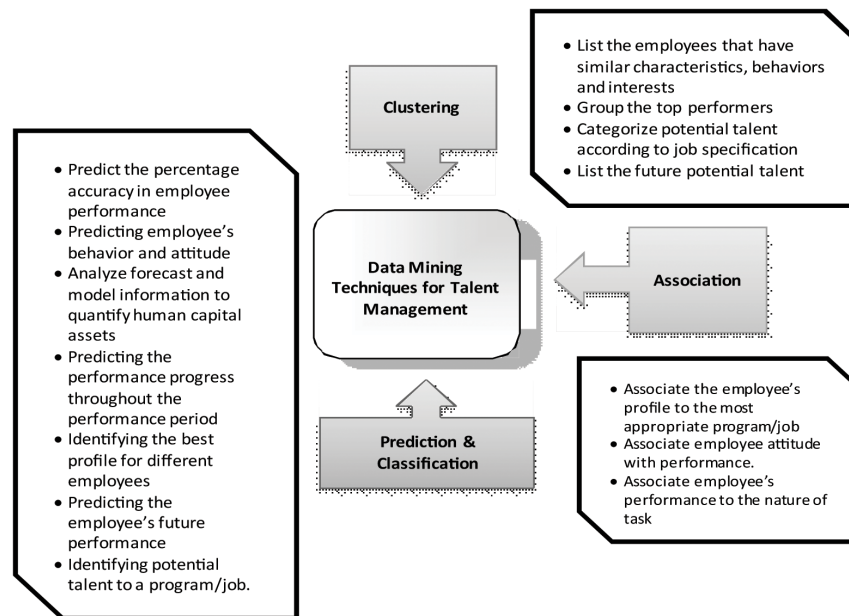 Clustering
• List the employees that have
similar characteristics, behaviors
and interests
• Group the top performers
• Categorize potential talent
according to job specification
• List the future potential talent
• Predict the percentage
accuracy in employee
performance
• Predicting employee's
behavior and attitude
• Analyze forecast and
model information to
quantify human capital
assets
• Predicting the
performance progress
throughout the
performance period
• Identifying the best
profile for different
employees
• Predicting the
employee's future
performance
• Identifying potential
talent to a program/job.
Data Mining
Techniques for Talent
Management
Association
Prediction &
Classification
• Associate the employee's
profile to the most
appropriate program/job
• Associate employee attitude
with performance.
• Associate employee's
performance to the nature of
task